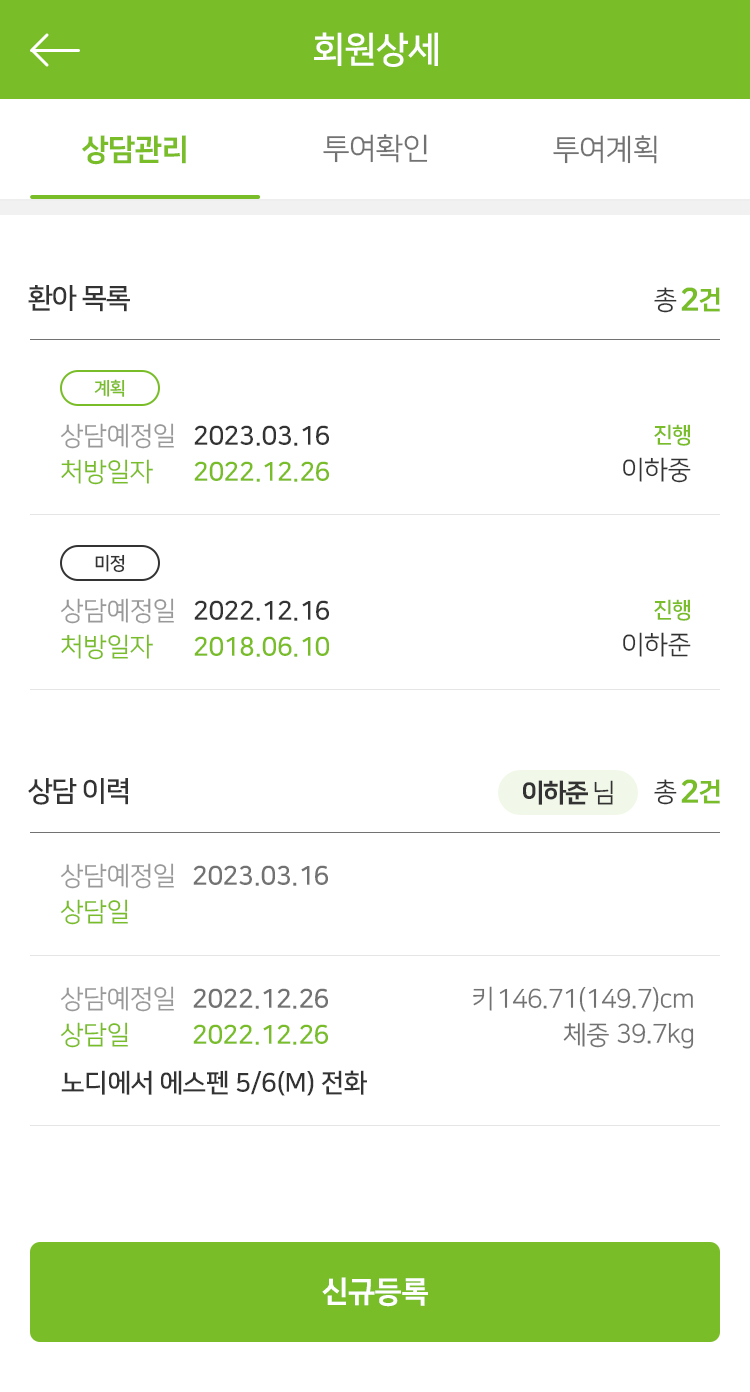 회원상세
상담관리 투여확인 투여계획
환아 목록 총 2건
계획
상담예정일 2023.03.16 진행
처방일자 2022.12.26 이하중
미정
상담예정일 2022.12.16 진행
처방일자 2018.06.10 이하준
상담 이력 이하준 님 총 2건
상담예정일 2023.03.16
상담일
상담예정일 2022.12.26 키 146.71(149.7)cm
상담일 2022.12.26 체중 39.7kg
노디에서 에스펜 5/6(M) 전화
신규등록